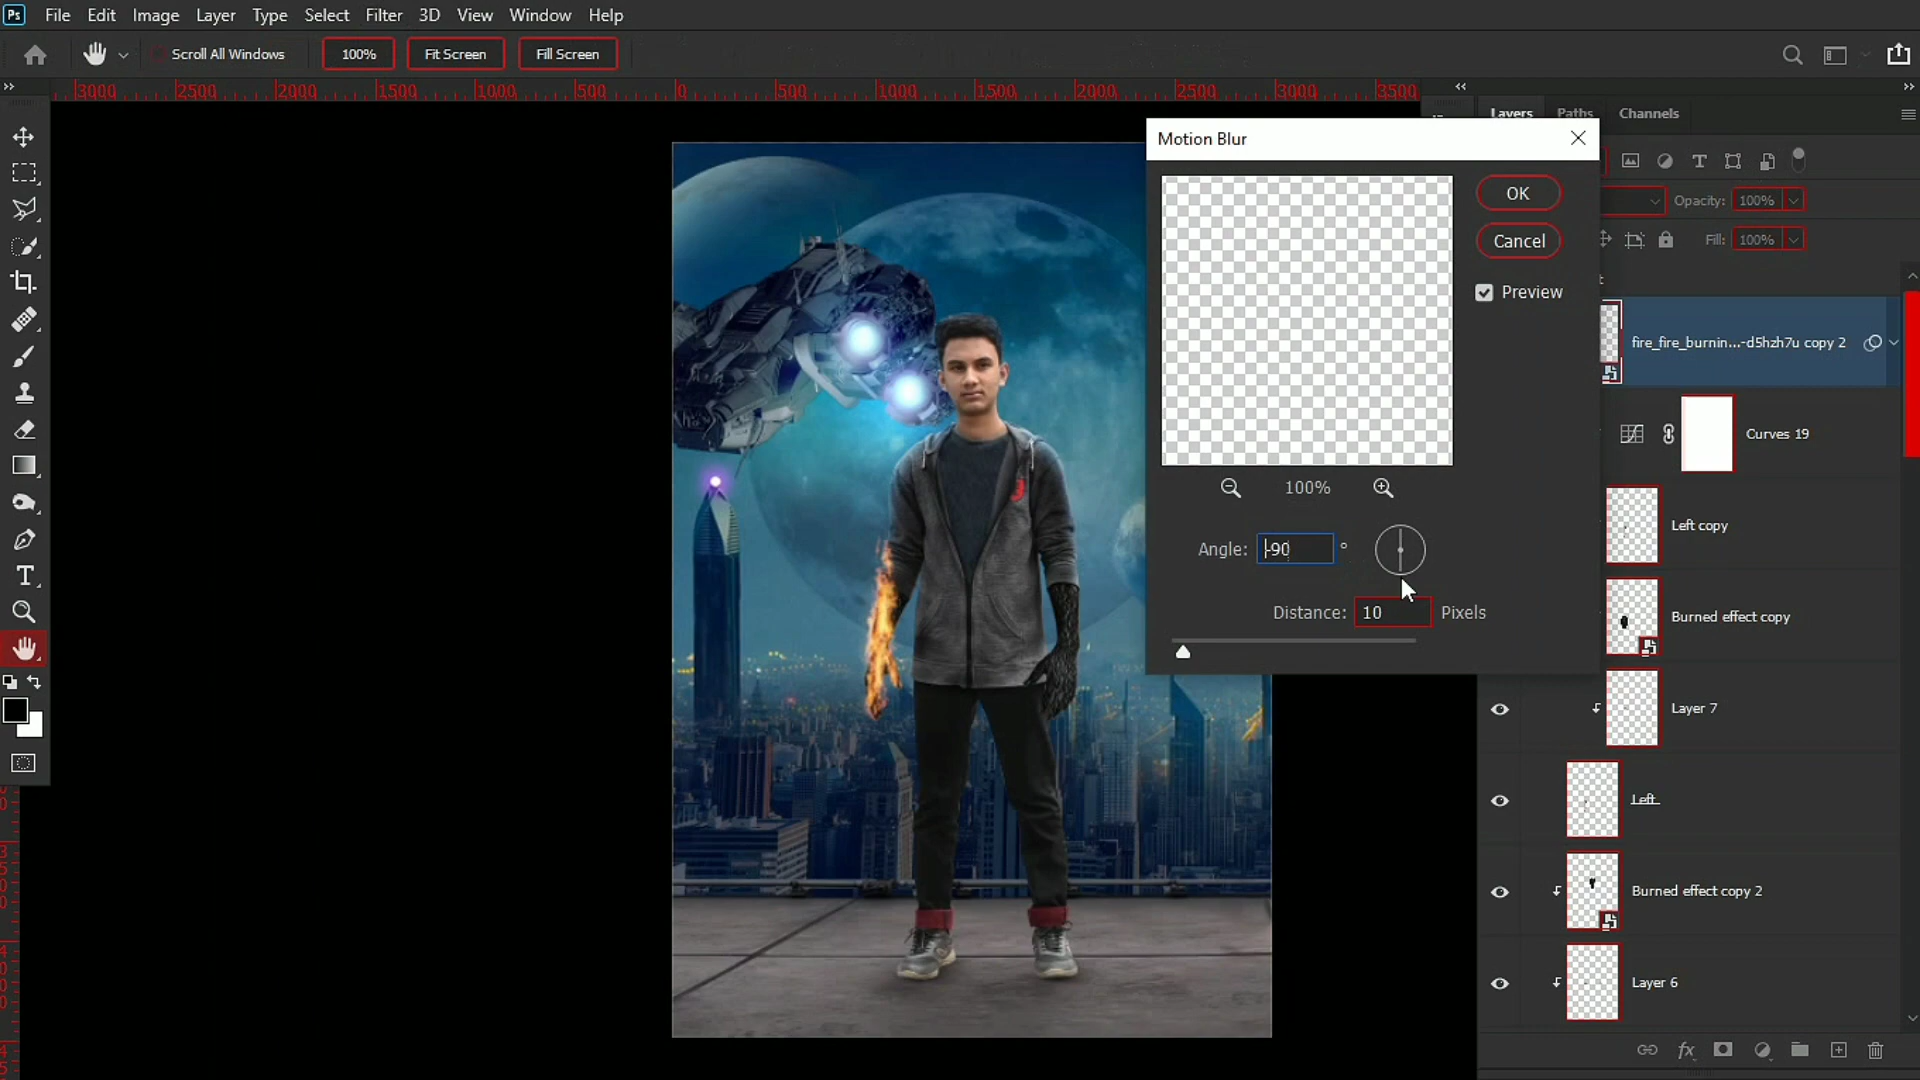 Ps File Edit Image Layer Type Select Filter 3D View Window Help
Scroll All Windows 100% Fit Screen Fill Screen
3000 2500 2000 1500 1000 500 0 500 1000 1500 2000 2500 3000 3500
Layers Paths Channels
Motion Blur
OK
Cancel
Preview
100%
Angle: -90 °
Distance: 10 Pixels
Opacity: 100%
Fill: 100%
fire_fire_burnin...-d5hzh7u copy 2
Curves 19
Left copy
Burned effect copy
Layer 7
Left
Burned effect copy 2
Layer 6
fx